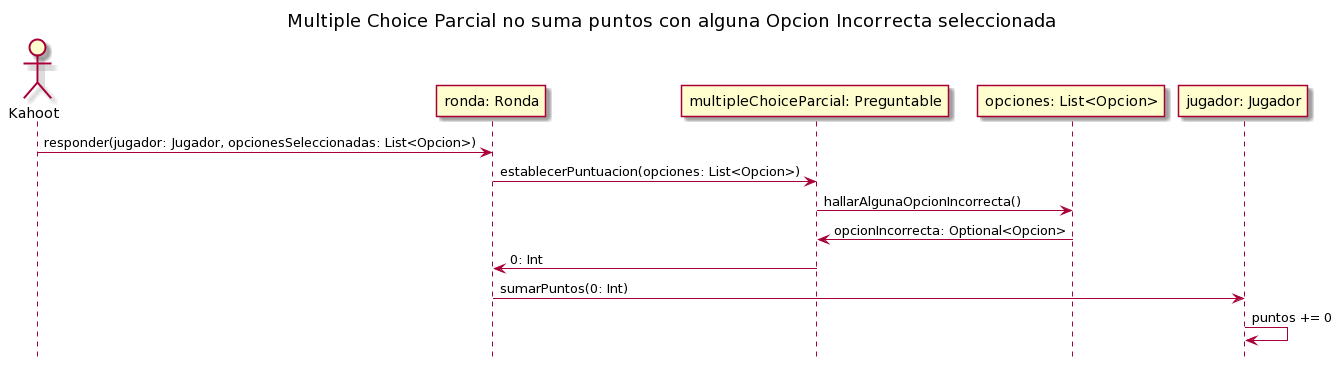 Multiple Choice Parcial no suma puntos con alguna Opcion Incorrecta seleccionada
Kahoot
ronda: Ronda
multipleChoiceParcial: Preguntable
opciones: List<Opcion>
jugador: Jugador
responder(jugador: Jugador, opcionesSeleccionadas: List<Opcion>)
establecerPuntuacion(opciones: List<Opcion>)
hallarAlgunaOpcionIncorrecta()
opcionIncorrecta: Optional<Opcion>
0: Int
sumarPuntos(0: Int)
puntos += 0